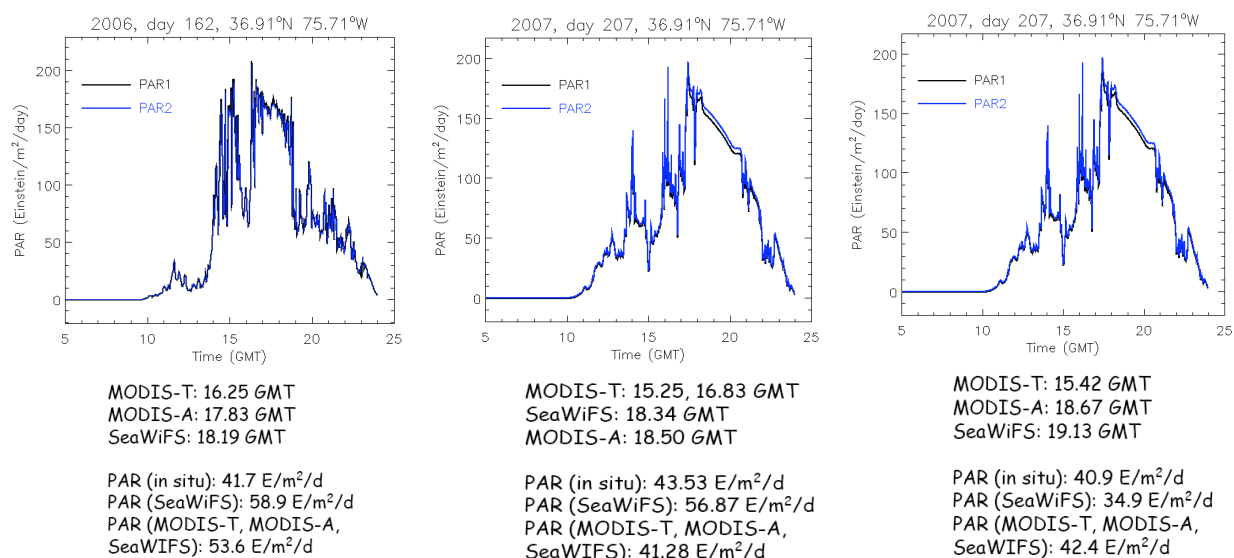 2006, day 162, 36.91°N 75.71°W
200
150
100
50
0
PAR (Einstein/m²/day)
PAR1
PAR2
5 10 15 20 25
Time (GMT)
MODIS-T: 16.25 GMT
MODIS-A: 17.83 GMT
SeaWiFS: 18.19 GMT
PAR (in situ): 41.7 E/m²/d
PAR (SeaWiFS): 58.9 E/m²/d
PAR (MODIS-T, MODIS-A,
SeaWIFS): 53.6 E/m²/d
2007, day 207, 36.91°N 75.71°W
200
150
100
50
0
PAR (Einstein/m²/day)
PAR1
PAR2
5 10 15 20 25
Time (GMT)
MODIS-T: 15.25, 16.83 GMT
SeaWiFS: 18.34 GMT
MODIS-A: 18.50 GMT
PAR (in situ): 43.53 E/m²/d
PAR (SeaWiFS): 56.87 E/m²/d
PAR (MODIS-T, MODIS-A,
SeaWIFS): 41.28 E/m²/d
2007, day 207, 36.91°N 75.71°W
200
150
100
50
0
PAR (Einstein/m²/day)
PAR1
PAR2
5 10 15 20 25
Time (GMT)
MODIS-T: 15.42 GMT
MODIS-A: 18.67 GMT
SeaWiFS: 19.13 GMT
PAR (in situ): 40.9 E/m²/d
PAR (SeaWiFS): 34.9 E/m²/d
PAR (MODIS-T, MODIS-A,
SeaWIFS): 42.4 E/m²/d